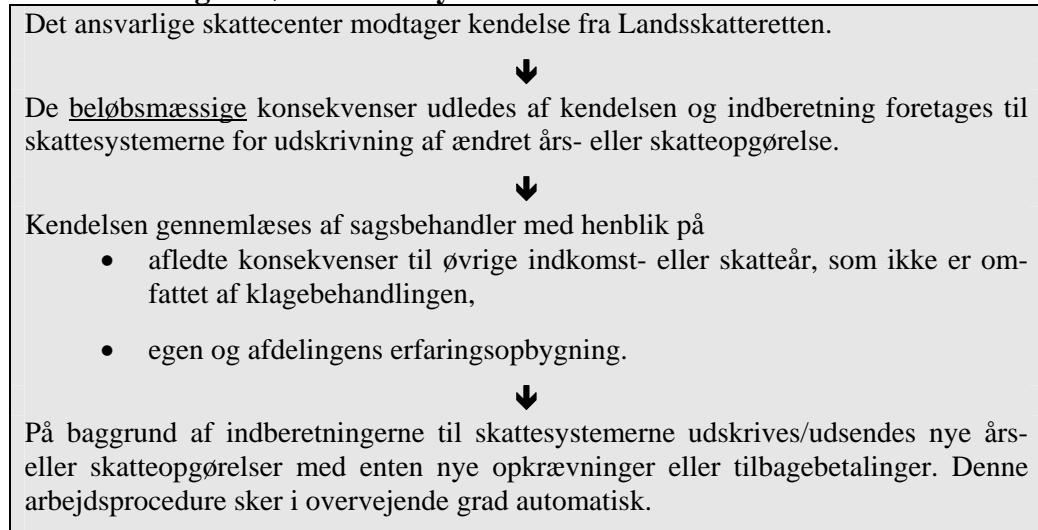 Det ansvarlige skattecenter modtager kendelse fra Landsskatteretten.
De beløbsmæssige konsekvenser udledes af kendelsen og indberetning foretages til
skattesystemerne for udskrivning af ændret års- eller skatteopgørelse.
Kendelsen gennemlæses af sagsbehandler med henblik på
• afledte konsekvenser til øvrige indkomst- eller skatteår, som ikke er om-
fattet af klagebehandlingen,
• egen og afdelingens erfaringsopbygning.
På baggrund af indberetningerne til skattesystemerne udskrives/udsendes nye års-
eller skatteopgørelser med enten nye opkrævninger eller tilbagebetalinger. Denne
arbejdsprocedure sker i overvejende grad automatisk.